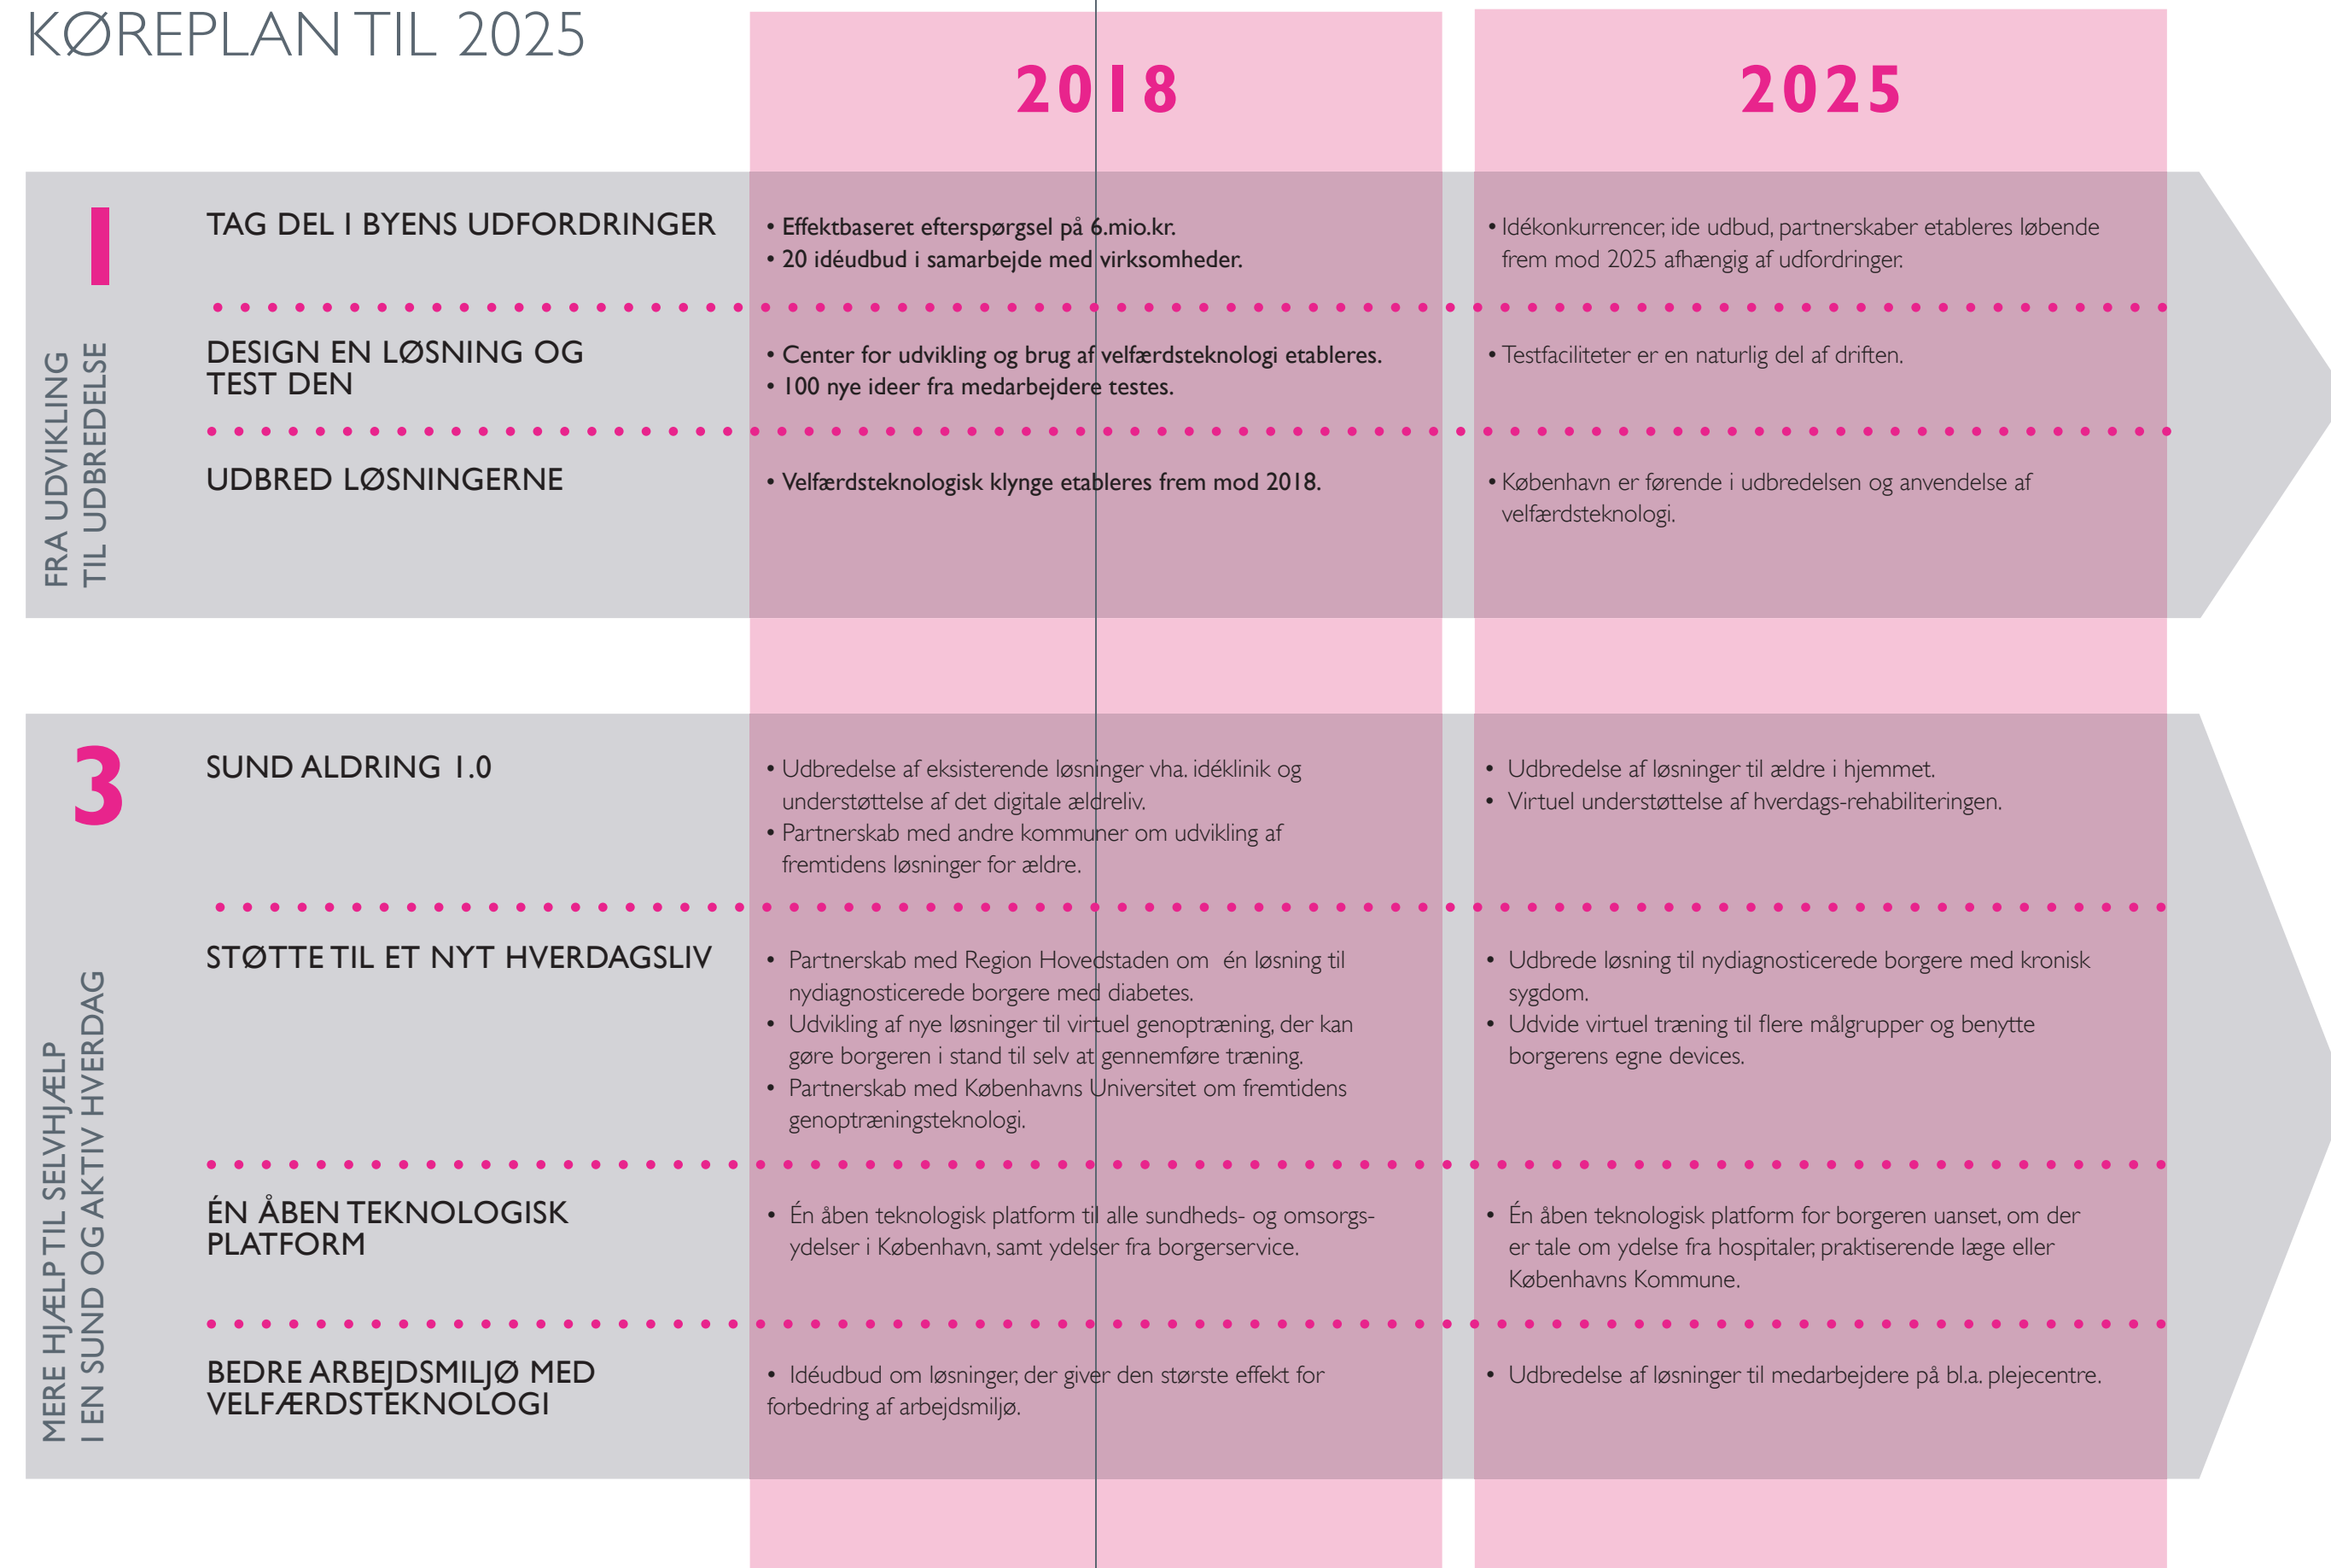 KØREPLAN TIL 2025
2018
2025
1
FRA UDVIKLING
TIL UDBREDELSE
TAG DEL I BYENS UDFORDRINGER
• Effektbaseret efterspørgsel på 6.mio.kr.
• 20 idéudbud i samarbejde med virksomheder.
• Idékonkurrencer, ide udbud, partnerskaber etableres løbende
frem mod 2025 afhængig af udfordringer.
DESIGN EN LØSNING OG
TEST DEN
• Center for udvikling og brug af velfærdsteknologi etableres.
• 100 nye ideer fra medarbejdere testes.
• Testfaciliteter er en naturlig del af driften.
UDBRED LØSNINGERNE
• Velfærdsteknologisk klynge etableres frem mod 2018.
• København er førende i udbredelsen og anvendelse af
velfærdsteknologi.
3
MERE HJÆLP TIL SELVHJÆLP
I EN SUND OG AKTIV HVERDAG
SUND ALDRING 1.0
• Udbredelse af eksisterende løsninger vha. idéklinik og
understøttelse af det digitale ældreliv.
• Partnerskab med andre kommuner om udvikling af
fremtidens løsninger for ældre.
• Udbredelse af løsninger til ældre i hjemmet.
• Virtuel understøttelse af hverdags-rehabiliteringen.
STØTTE TIL ET NYT HVERDAGSLIV
• Partnerskab med Region Hovedstaden om én løsning til
nydiagnosticerede borgere med diabetes.
• Udvikling af nye løsninger til virtuel genoptræning, der kan
gøre borgeren i stand til selv at gennemføre træning.
• Partnerskab med Københavns Universitet om fremtidens
genoptræningsteknologi.
• Udbrede løsning til nydiagnosticerede borgere med kronisk
sygdom.
• Udvide virtuel træning til flere målgrupper og benytte
borgerens egne devices.
ÉN ÅBEN TEKNOLOGISK
PLATFORM
• Én åben teknologisk platform til alle sundheds- og omsorgs-
ydelser i København, samt ydelser fra borgerservice.
• Én åben teknologisk platform for borgeren uanset, om der
er tale om ydelse fra hospitaler, praktiserende læge eller
Københavns Kommune.
BEDRE ARBEJDSMILJØ MED
VELFÆRDSTEKNOLOGI
• Idéudbud om løsninger, der giver den største effekt for
forbedring af arbejdsmiljø.
• Udbredelse af løsninger til medarbejdere på bl.a. plejecentre.